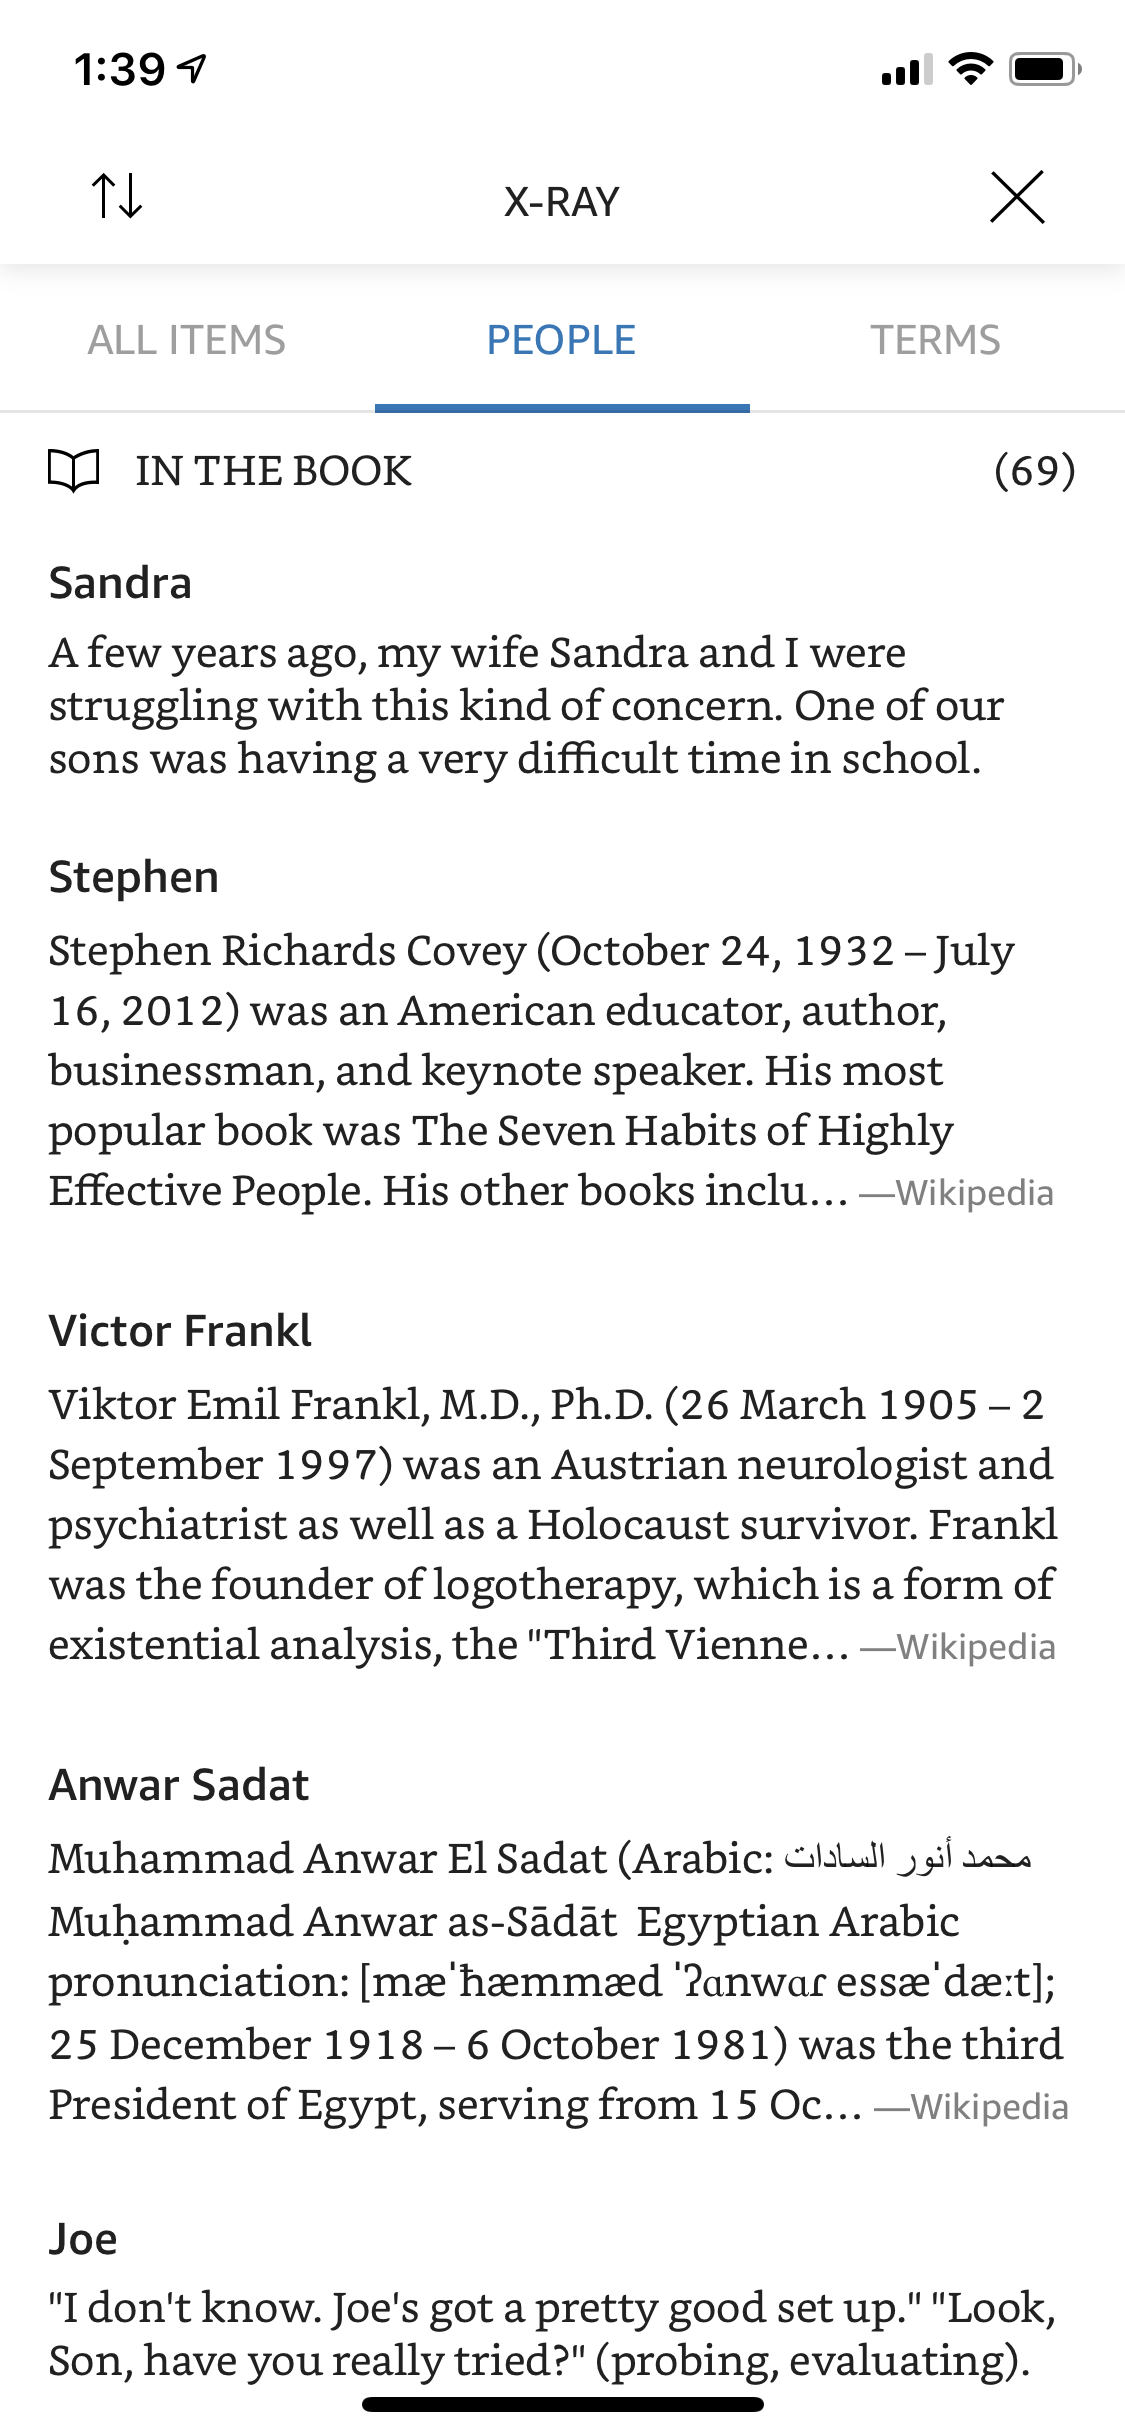 1:39
X-RAY
ALL ITEMS PEOPLE TERMS
IN THE BOOK (69)
Sandra
A few years ago, my wife Sandra and I were
struggling with this kind of concern. One of our
sons was having a very difficult time in school.
Stephen
Stephen Richards Covey (October 24, 1932 – July
16, 2012) was an American educator, author,
businessman, and keynote speaker. His most
popular book was The Seven Habits of Highly
Effective People. His other books inclu... —Wikipedia
Victor Frankl
Viktor Emil Frankl, M.D., Ph.D. (26 March 1905 – 2
September 1997) was an Austrian neurologist and
psychiatrist as well as a Holocaust survivor. Frankl
was the founder of logotherapy, which is a form of
existential analysis, the "Third Vienne... —Wikipedia
Anwar Sadat
Muhammad Anwar El Sadat (Arabic: محمد أنور السادات
Muḥammad Anwar as-Sādāt Egyptian Arabic
pronunciation: [mæˈħæmmæd ˈʔɑnwɑɾ essæˈdæːt];
25 December 1918 – 6 October 1981) was the third
President of Egypt, serving from 15 Oc... —Wikipedia
Joe
"I don't know. Joe's got a pretty good set up." "Look,
Son, have you really tried?" (probing, evaluating).